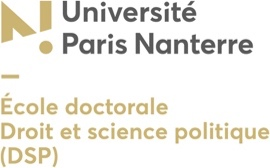 Université
Paris Nanterre
École doctorale
Droit et science politique
(DSP)